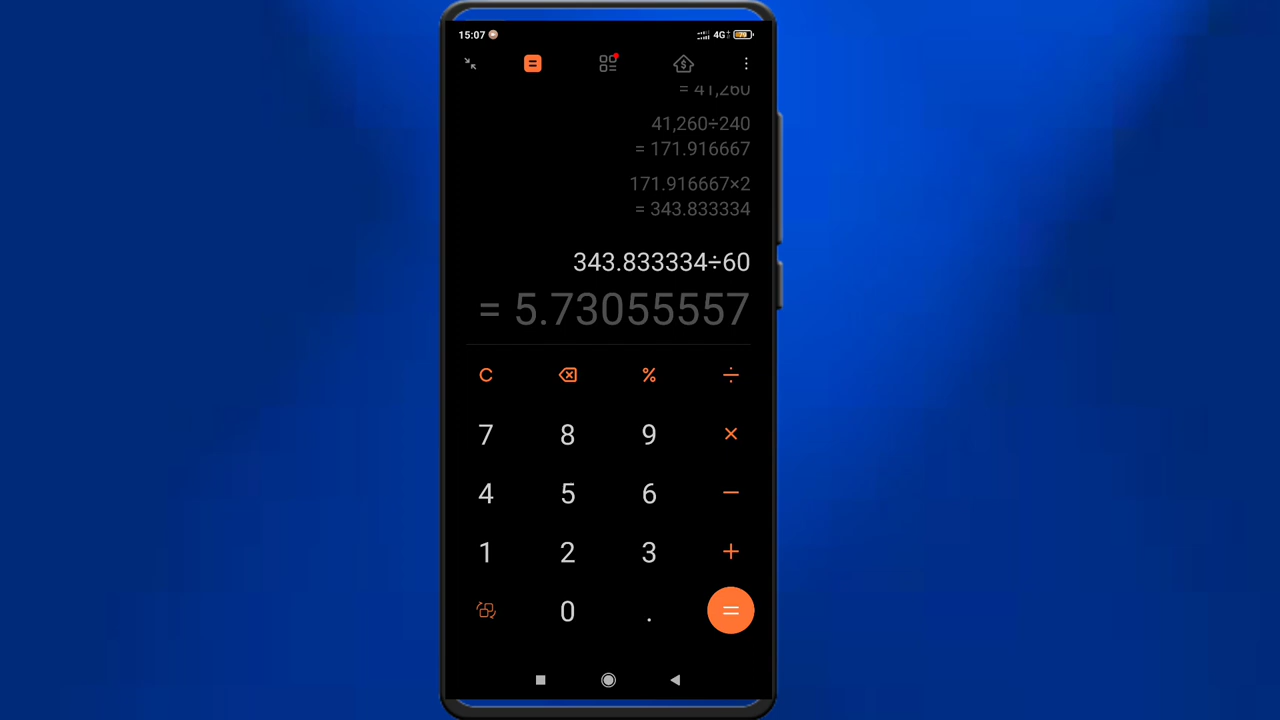 15:07 4G+ 79
= 41,260
41,260÷240
= 171.916667
171.916667×2
= 343.833334
343.833334÷60
= 5.73055557
C % ÷
7 8 9 ×
4 5 6 −
1 2 3 +
0 . =